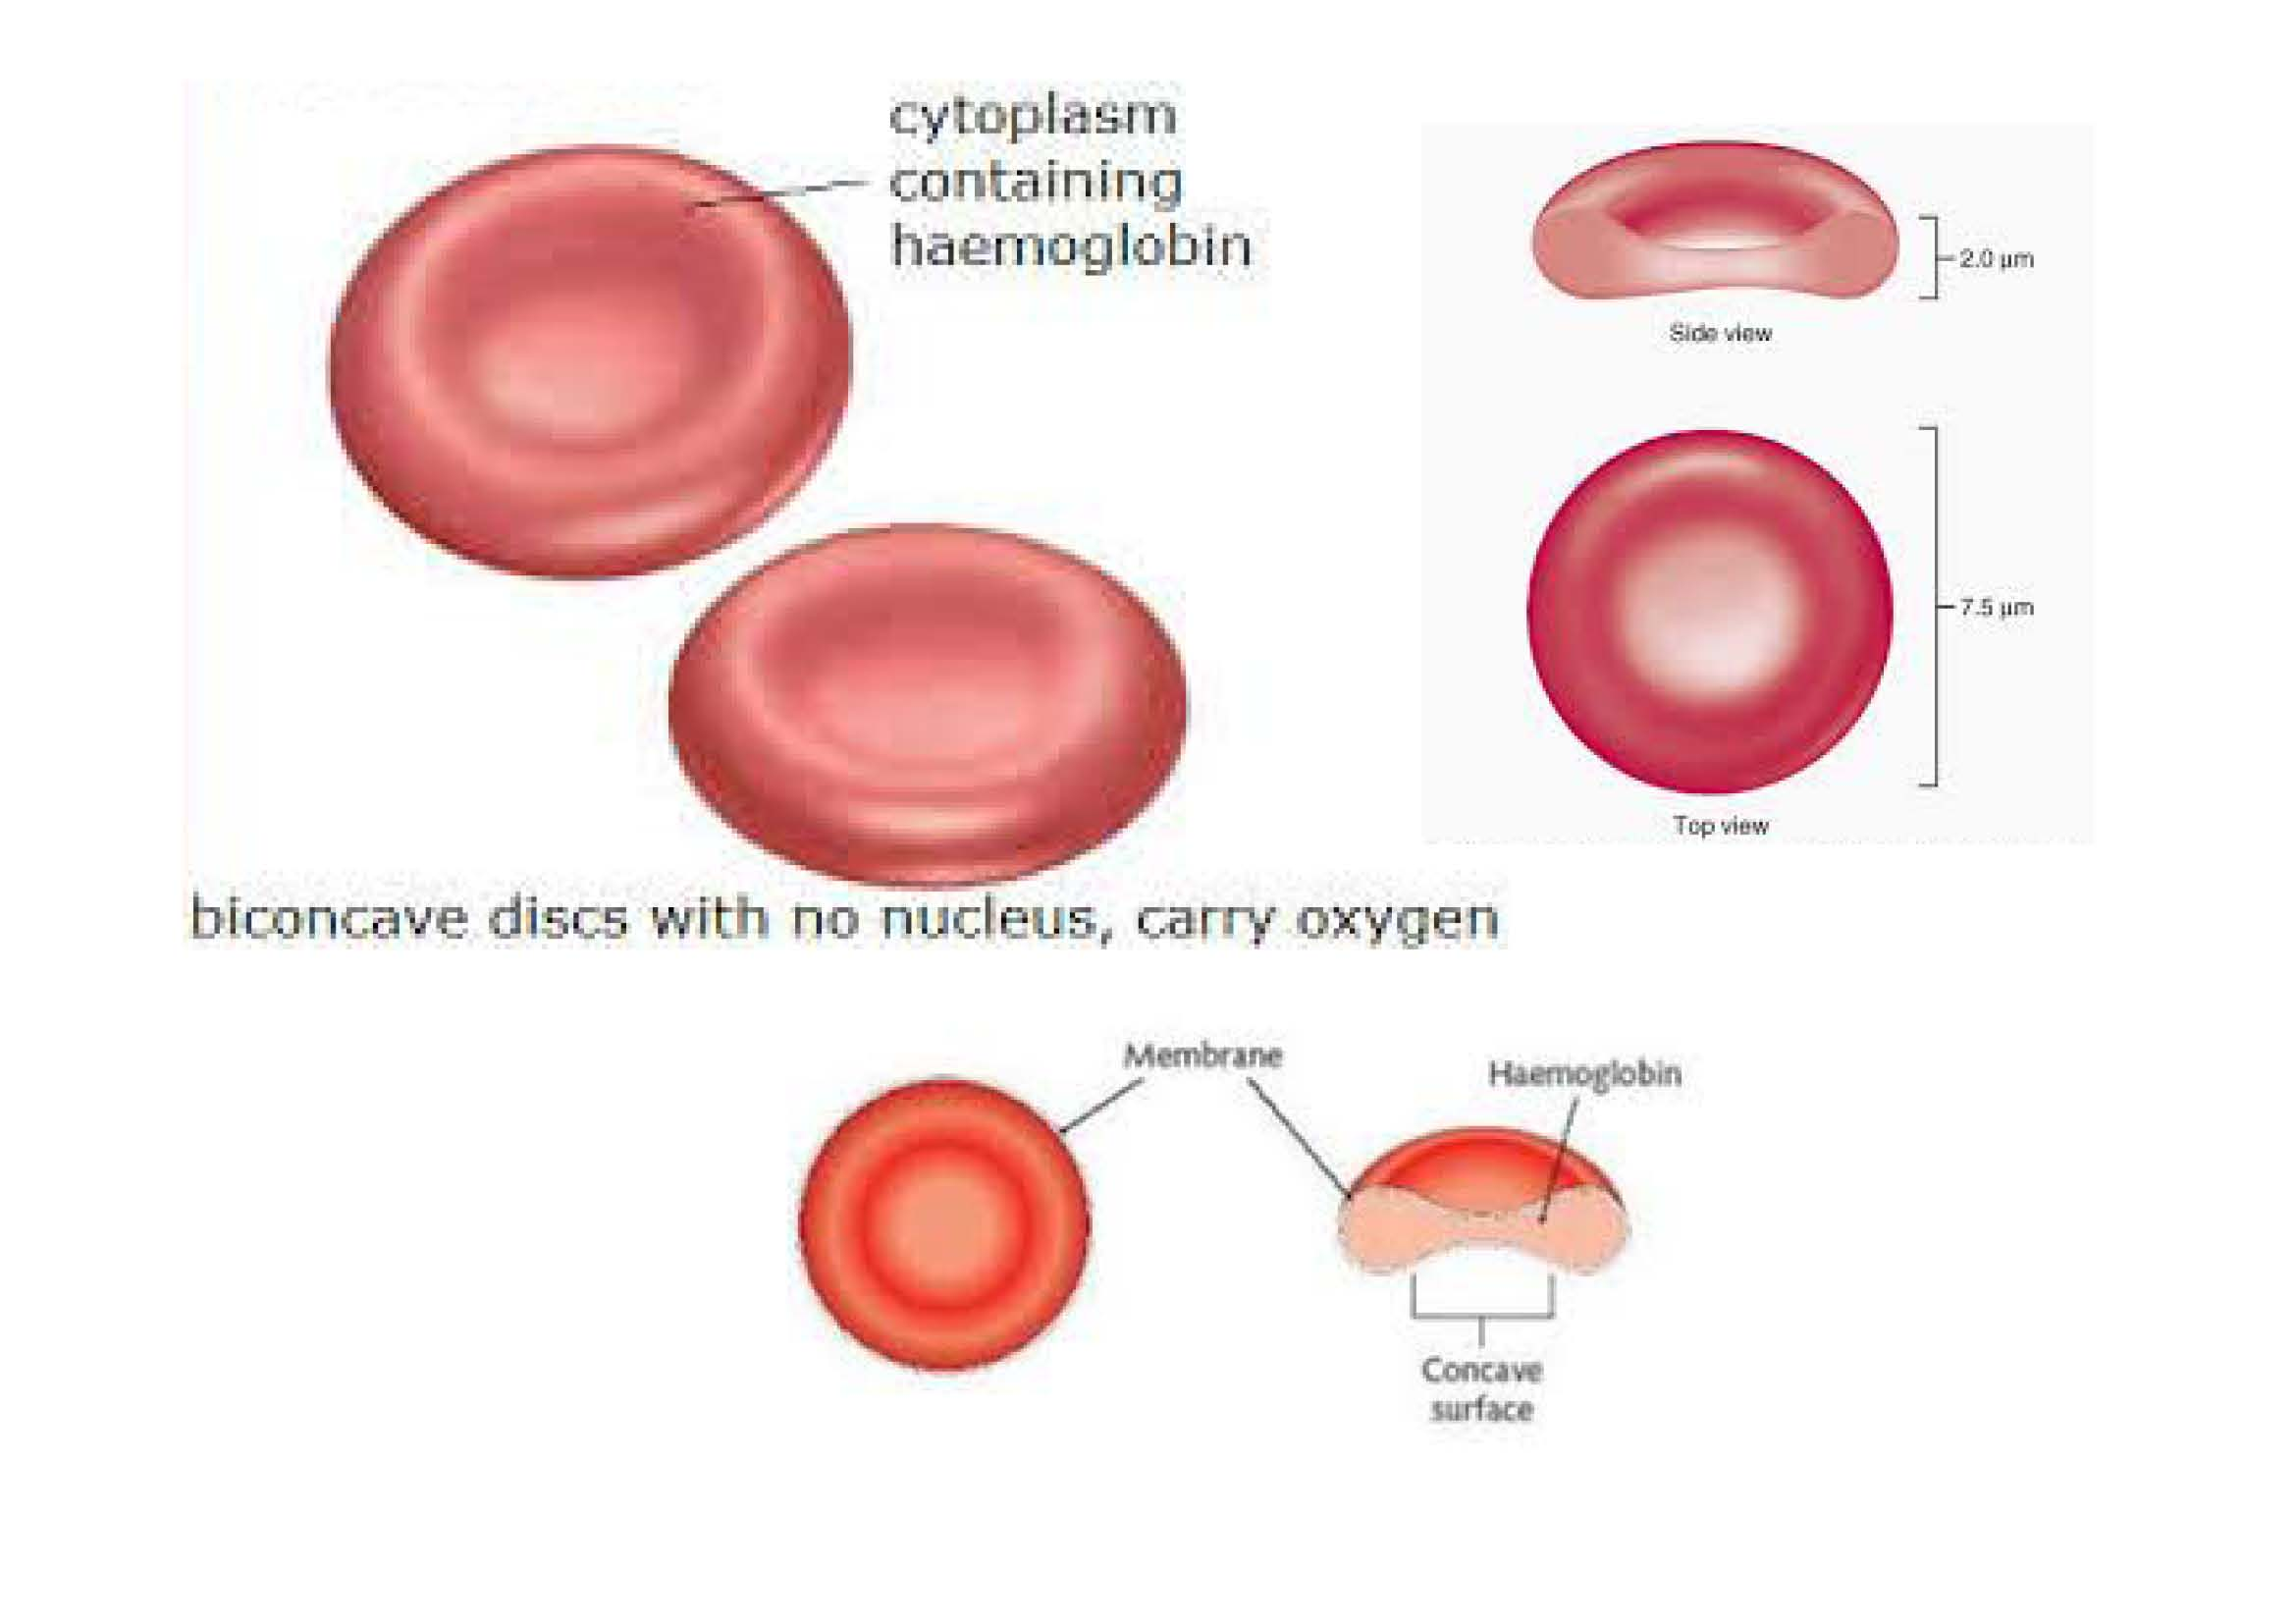 cytoplasm
containing
haemoglobin
2.0 µm
Side view
7.5 µm
Top view
biconcave discs with no nucleus, carry oxygen
Membrane
Haemoglobin
Concave
surface